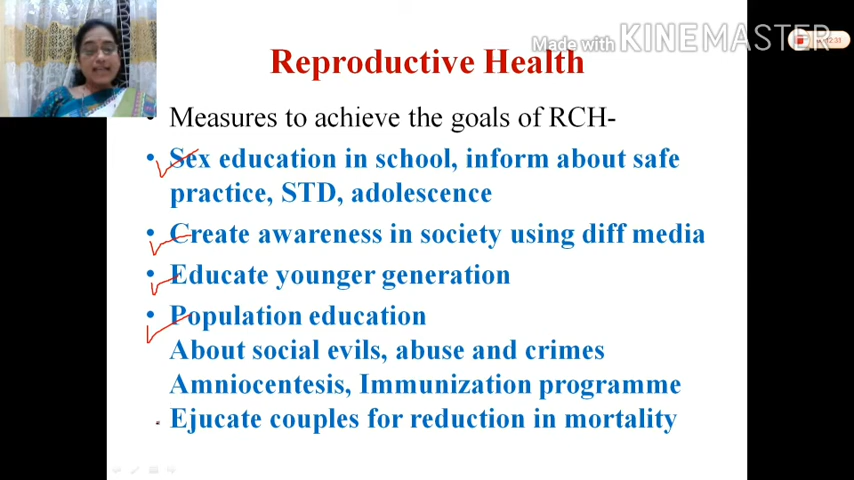 Made with KINEMASTER
Reproductive Health
• Measures to achieve the goals of RCH-
• Sex education in school, inform about safe
practice, STD, adolescence
• Create awareness in society using diff media
• Educate younger generation
• Population education
About social evils, abuse and crimes
Amniocentesis, Immunization programme
Ejucate couples for reduction in mortality